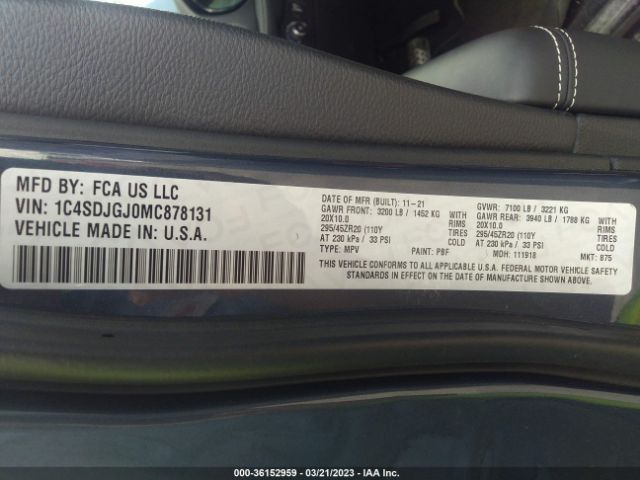 MFD BY: FCA US LLC
VIN: 1C4SDJGJ0MC878131
VEHICLE MADE IN: U.S.A.
DATE OF MFR (BUILT) 11-21 GVWR: 7100 LB / 3221 KG
GAWR FRONT: 3200 LB / 1452 KG WITH GAWR REAR: 3940 LB / 1788 KG WITH
20X10.0 RIMS 20X10.0 RIMS
295/45ZR20 (110Y TIRES 295/45ZR20 (110Y TIRES
AT 230 kPa / 33 PSI COLD AT 230 kPa / 33 PSI COLD
TYPE: MPV PAINT: PBF MDH: 111918 MKT: 875
THIS VEHICLE CONFORMS TO ALL APPLICABLE U.S.A. FEDERAL MOTOR VEHICLE SAFETY
STANDARDS IN EFFECT ON THE DATE OF MANUFACTURE SHOWN ABOVE.
000-36152959 - 03/21/2023 - IAA Inc.